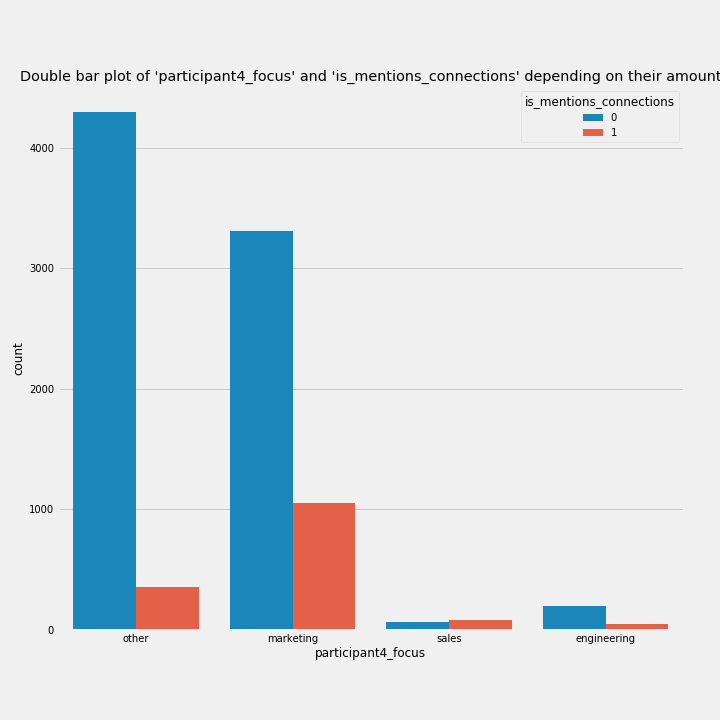 Double bar plot of 'participant4_focus' and 'is_mentions_connections' depending on their amount
is_mentions_connections
0
1
4000
3000
2000
1000
0
count
other marketing sales engineering
participant4_focus